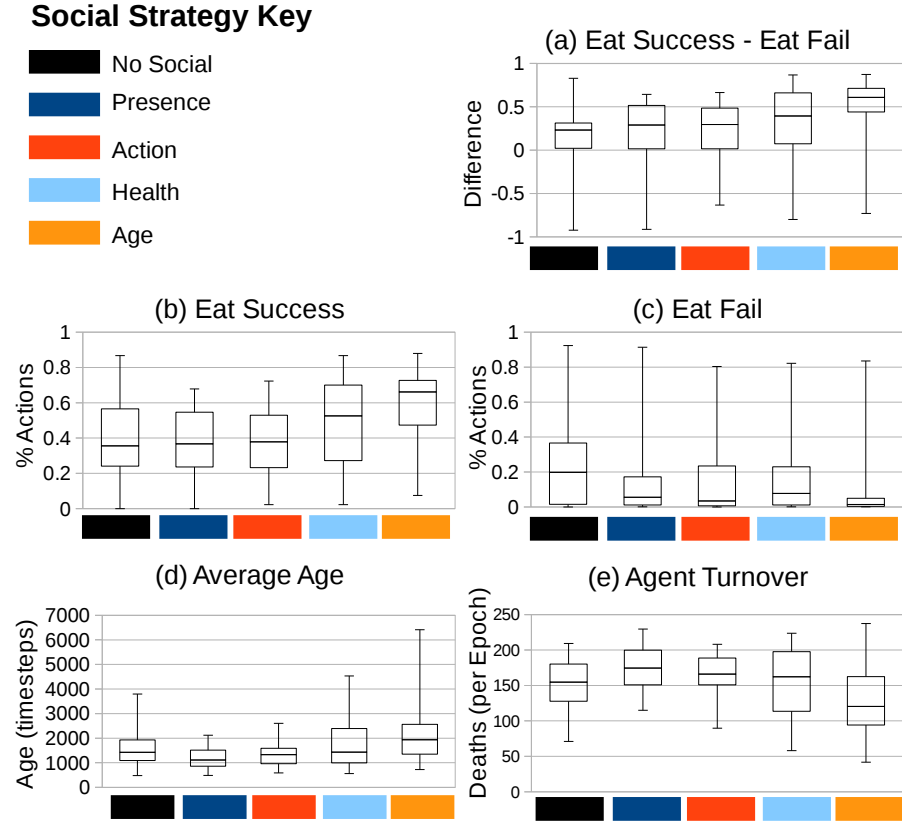 Social Strategy Key
No Social
Presence
Action
Health
Age
(a) Eat Success - Eat Fail
Difference
1
0.5
0
-0.5
-1
(b) Eat Success
% Actions
1
0.8
0.6
0.4
0.2
0
(c) Eat Fail
% Actions
1
0.8
0.6
0.4
0.2
0
(d) Average Age
Age (timesteps)
7000
6000
5000
4000
3000
2000
1000
0
(e) Agent Turnover
Deaths (per Epoch)
250
200
150
100
50
0